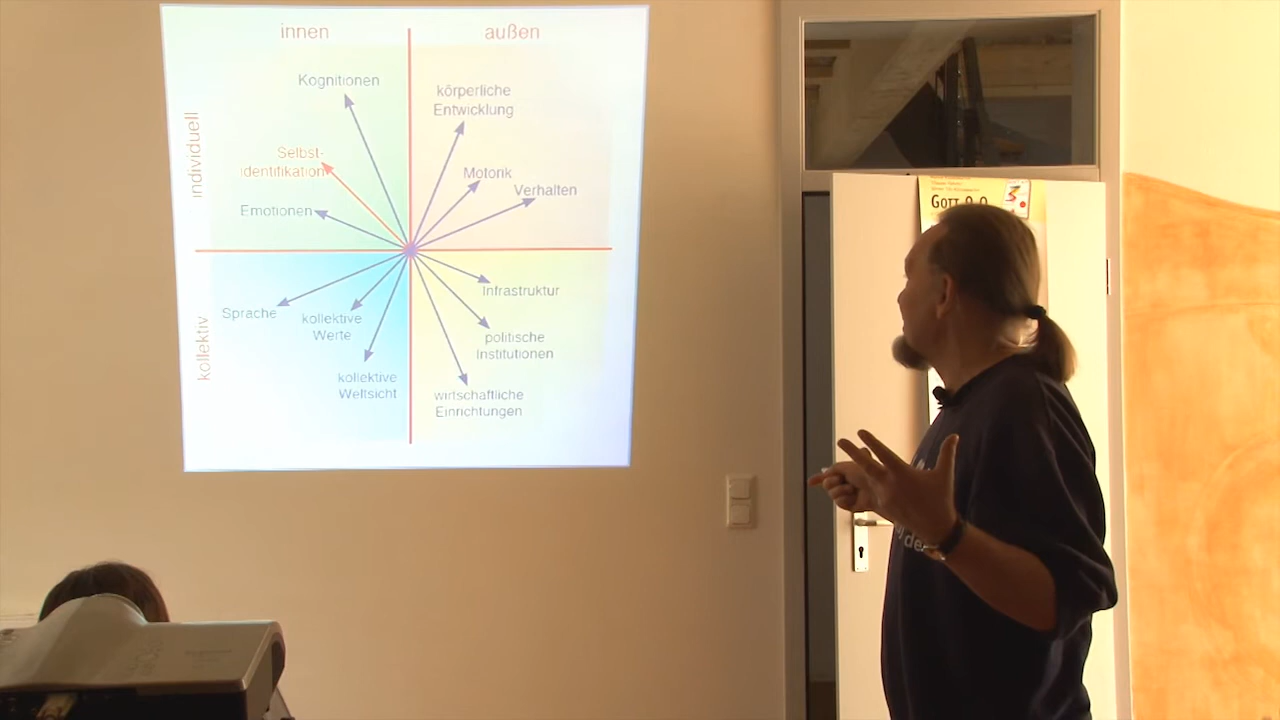 innen
außen
individuell
Kognitionen
körperliche
Entwicklung
Selbst-
identifikation
Motorik
Verhalten
Emotionen
kollektiv
Sprache
kollektive
Werte
kollektive
Weltsicht
Infrastruktur
politische
Institutionen
wirtschaftliche
Einrichtungen
GOTT 9.0